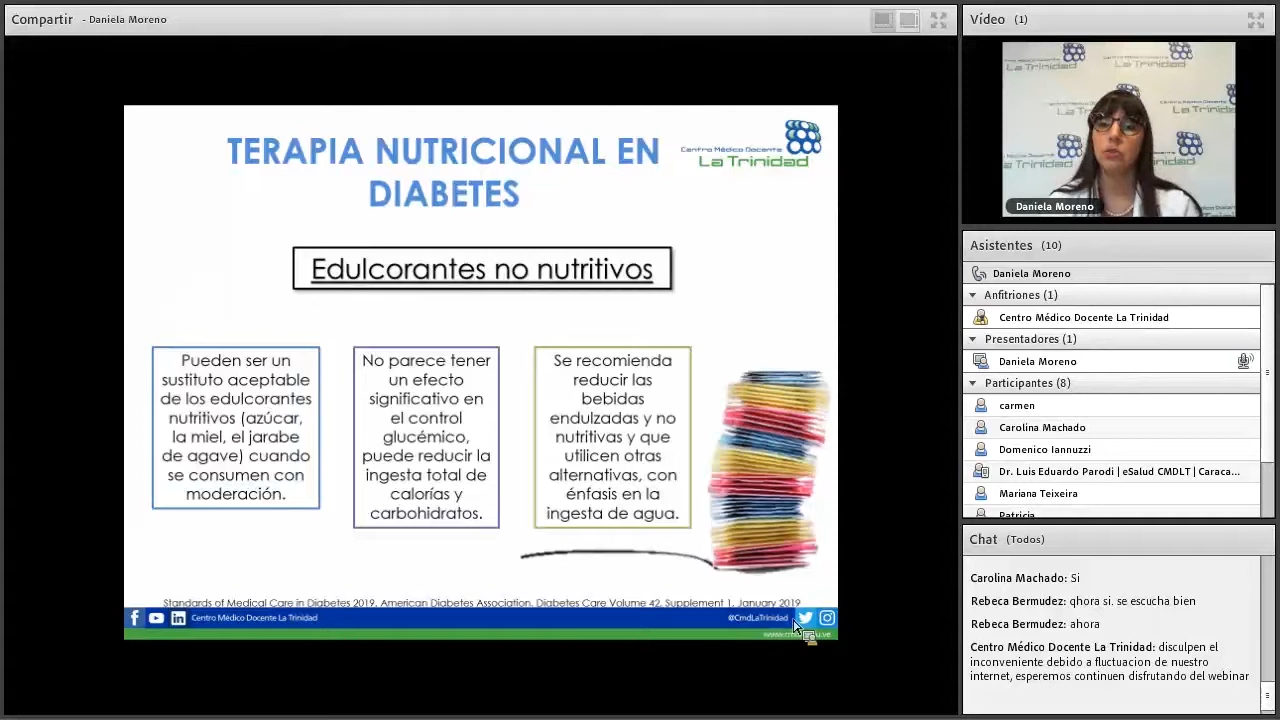 Compartir - Daniela Moreno
TERAPIA NUTRICIONAL EN
DIABETES
Centro Médico Docente
La Trinidad
Edulcorantes no nutritivos
Pueden ser un
sustituto aceptable
de los edulcorantes
nutritivos (azúcar,
la miel, el jarabe
de agave) cuando
se consumen con
moderación.
No parece tener
un efecto
significativo en
el control
glucémico,
puede reducir la
ingesta total de
calorías y
carbohidratos.
Se recomienda
reducir las
bebidas
endulzadas y no
nutritivas y que
utilicen otras
alternativas, con
énfasis en la
ingesta de agua.
Standards of Medical Care in Diabetes 2019. American Diabetes Association. Diabetes Care Volume 42, Supplement 1, January 2019
Centro Médico Docente La Trinidad
@CmdLaTrinidad
Vídeo (1)
La Trinidad
La Trinidad
La Trinidad
Daniela Moreno
Asistentes (10)
Daniela Moreno
Anfitriones (1)
Centro Médico Docente La Trinidad
Presentadores (1)
Daniela Moreno
Participantes (8)
carmen
Carolina Machado
Domenico Iannuzzi
Dr. Luis Eduardo Parodi | eSalud CMDLT | Caraca...
Mariana Teixeira
Patricia
Chat (Todos)
Carolina Machado: Si
Rebeca Bermudez: qhora si. se escucha bien
Rebeca Bermudez: ahora
Centro Médico Docente La Trinidad: disculpen el
inconveniente debido a fluctuacion de nuestro
internet, esperemos continuen disfrutando del webinar